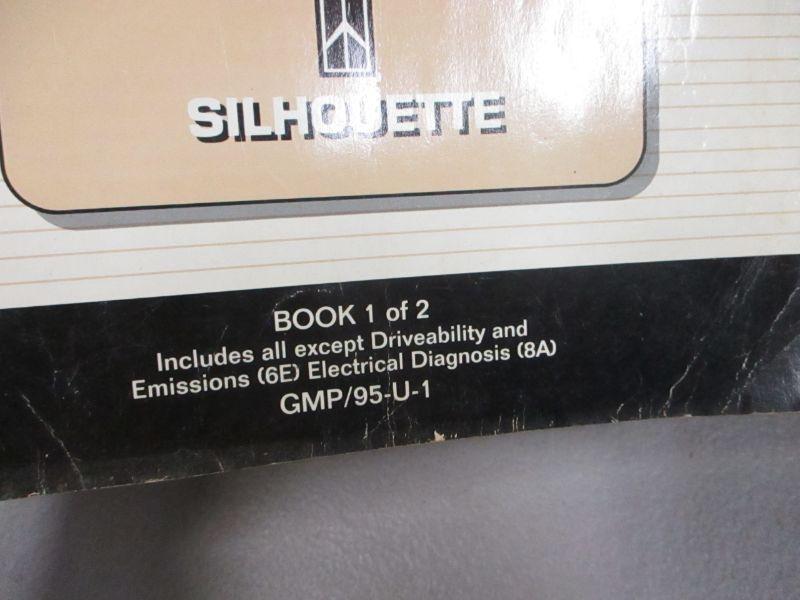 SILHOUETTE
BOOK 1 of 2
Includes all except Driveability and
Emissions (6E) Electrical Diagnosis (8A)
GMP/95-U-1